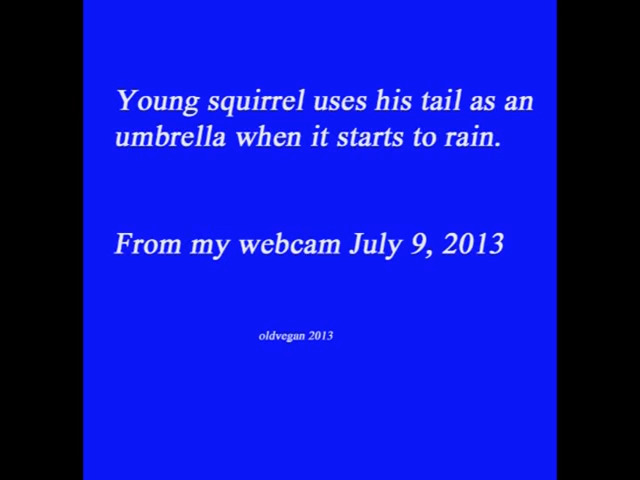 Young squirrel uses his tail as an
umbrella when it starts to rain.
From my webcam July 9, 2013
oldvegan 2013